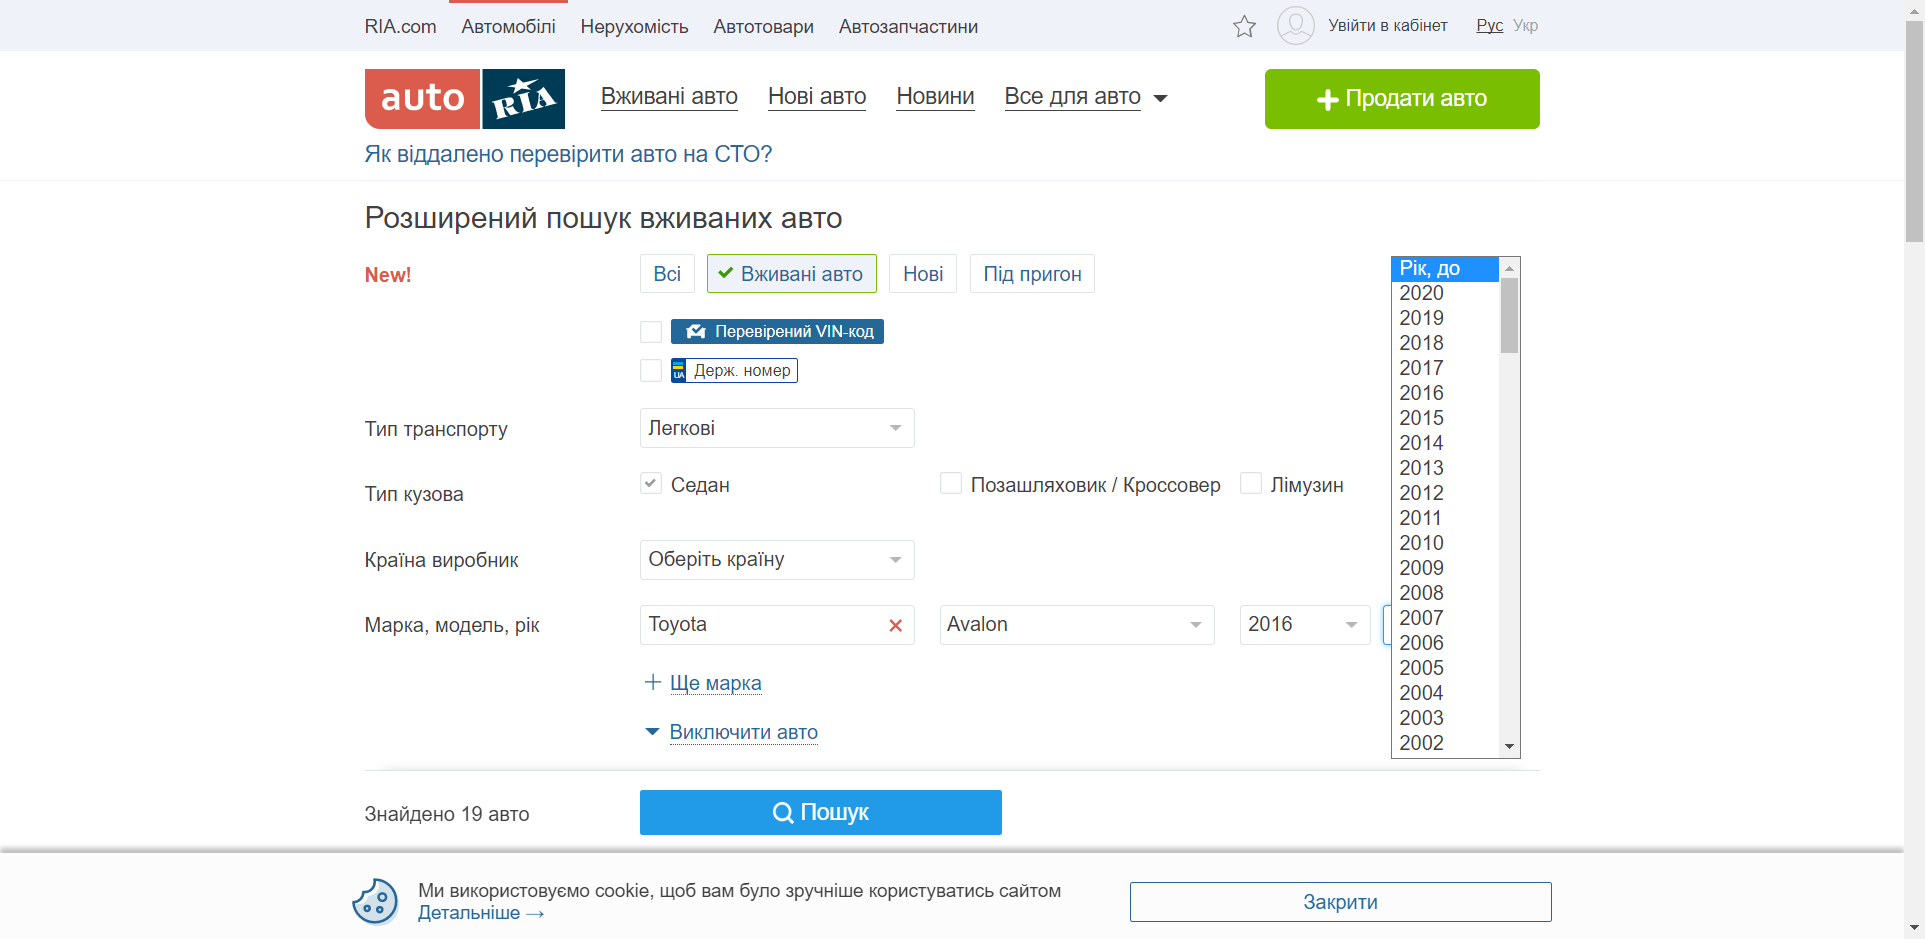 RIA.com Автомобілі Нерухомість Автотовари Автозапчастини Увійти в кабінет Рус Укр
auto RIA Вживані авто Нові авто Новини Все для авто Продати авто
Як віддалено перевірити авто на СТО?
Розширений пошук вживаних авто
New! Всі Вживані авто Нові Під пригон
Перевірений VIN-код
UA Держ. номер
Тип транспорту Легкові
Тип кузова Седан Позашляховик / Кроссовер Лімузин
Країна виробник Оберіть країну
Марка, модель, рік Toyota Avalon 2016
Ще марка
Виключити авто
Рік, до
2020
2019
2018
2017
2016
2015
2014
2013
2012
2011
2010
2009
2008
2007
2006
2005
2004
2003
2002
Знайдено 19 авто Пошук
Ми використовуємо cookie, щоб вам було зручніше користуватись сайтом
Детальніше →
Закрити